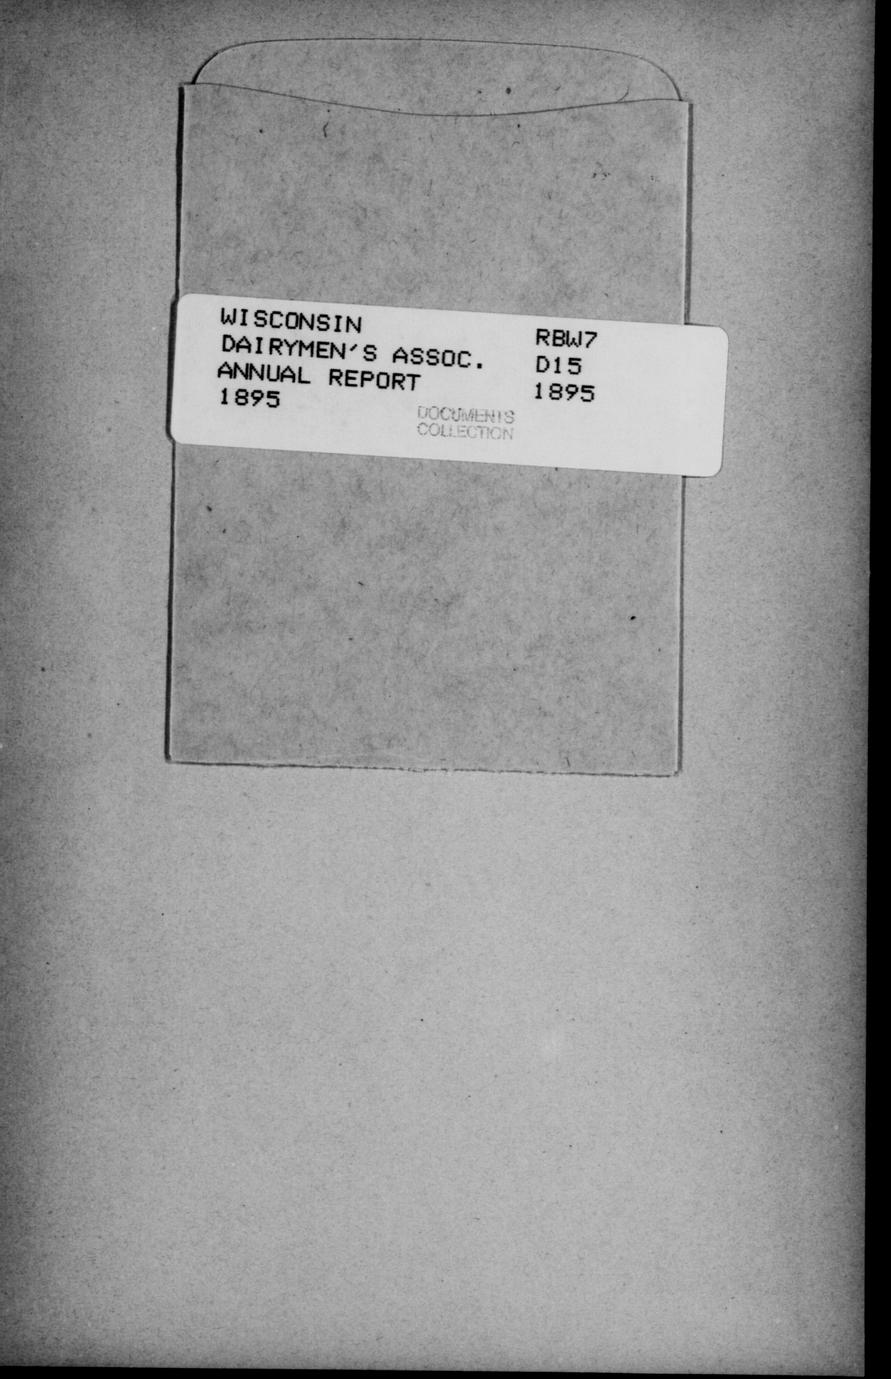 WISCONSIN
DAIRYMEN'S ASSOC.
ANNUAL REPORT
1895
RBW7
D15
1895
DOCUMENTS
COLLECTION